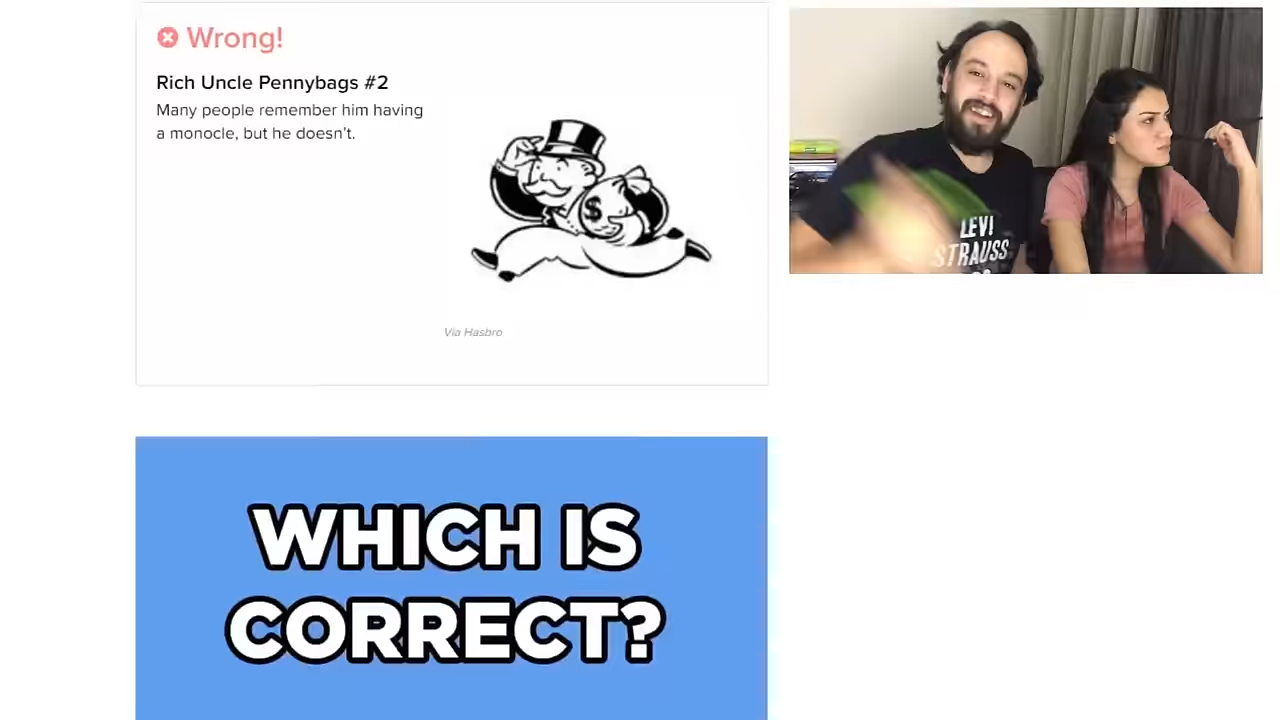 Wrong!
Rich Uncle Pennybags #2
Many people remember him having
a monocle, but he doesn't.
$
Via Hasbro
WHICH IS
CORRECT?
LEVI
STRAUSS